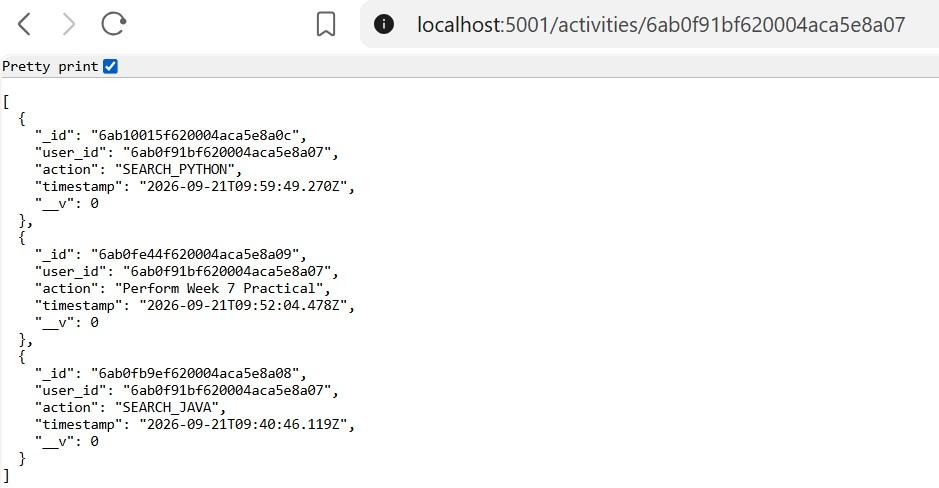 localhost:5001/activities/6ab0f91bf620004aca5e8a07
Pretty print
[
  {
    "_id": "6ab10015f620004aca5e8a0c",
    "user_id": "6ab0f91bf620004aca5e8a07",
    "action": "SEARCH_PYTHON",
    "timestamp": "2026-09-21T09:59:49.270Z",
    "__v": 0
  },
  {
    "_id": "6ab0fe44f620004aca5e8a09",
    "user_id": "6ab0f91bf620004aca5e8a07",
    "action": "Perform Week 7 Practical",
    "timestamp": "2026-09-21T09:52:04.478Z",
    "__v": 0
  },
  {
    "_id": "6ab0fb9ef620004aca5e8a08",
    "user_id": "6ab0f91bf620004aca5e8a07",
    "action": "SEARCH_JAVA",
    "timestamp": "2026-09-21T09:40:46.119Z",
    "__v": 0
  }
]